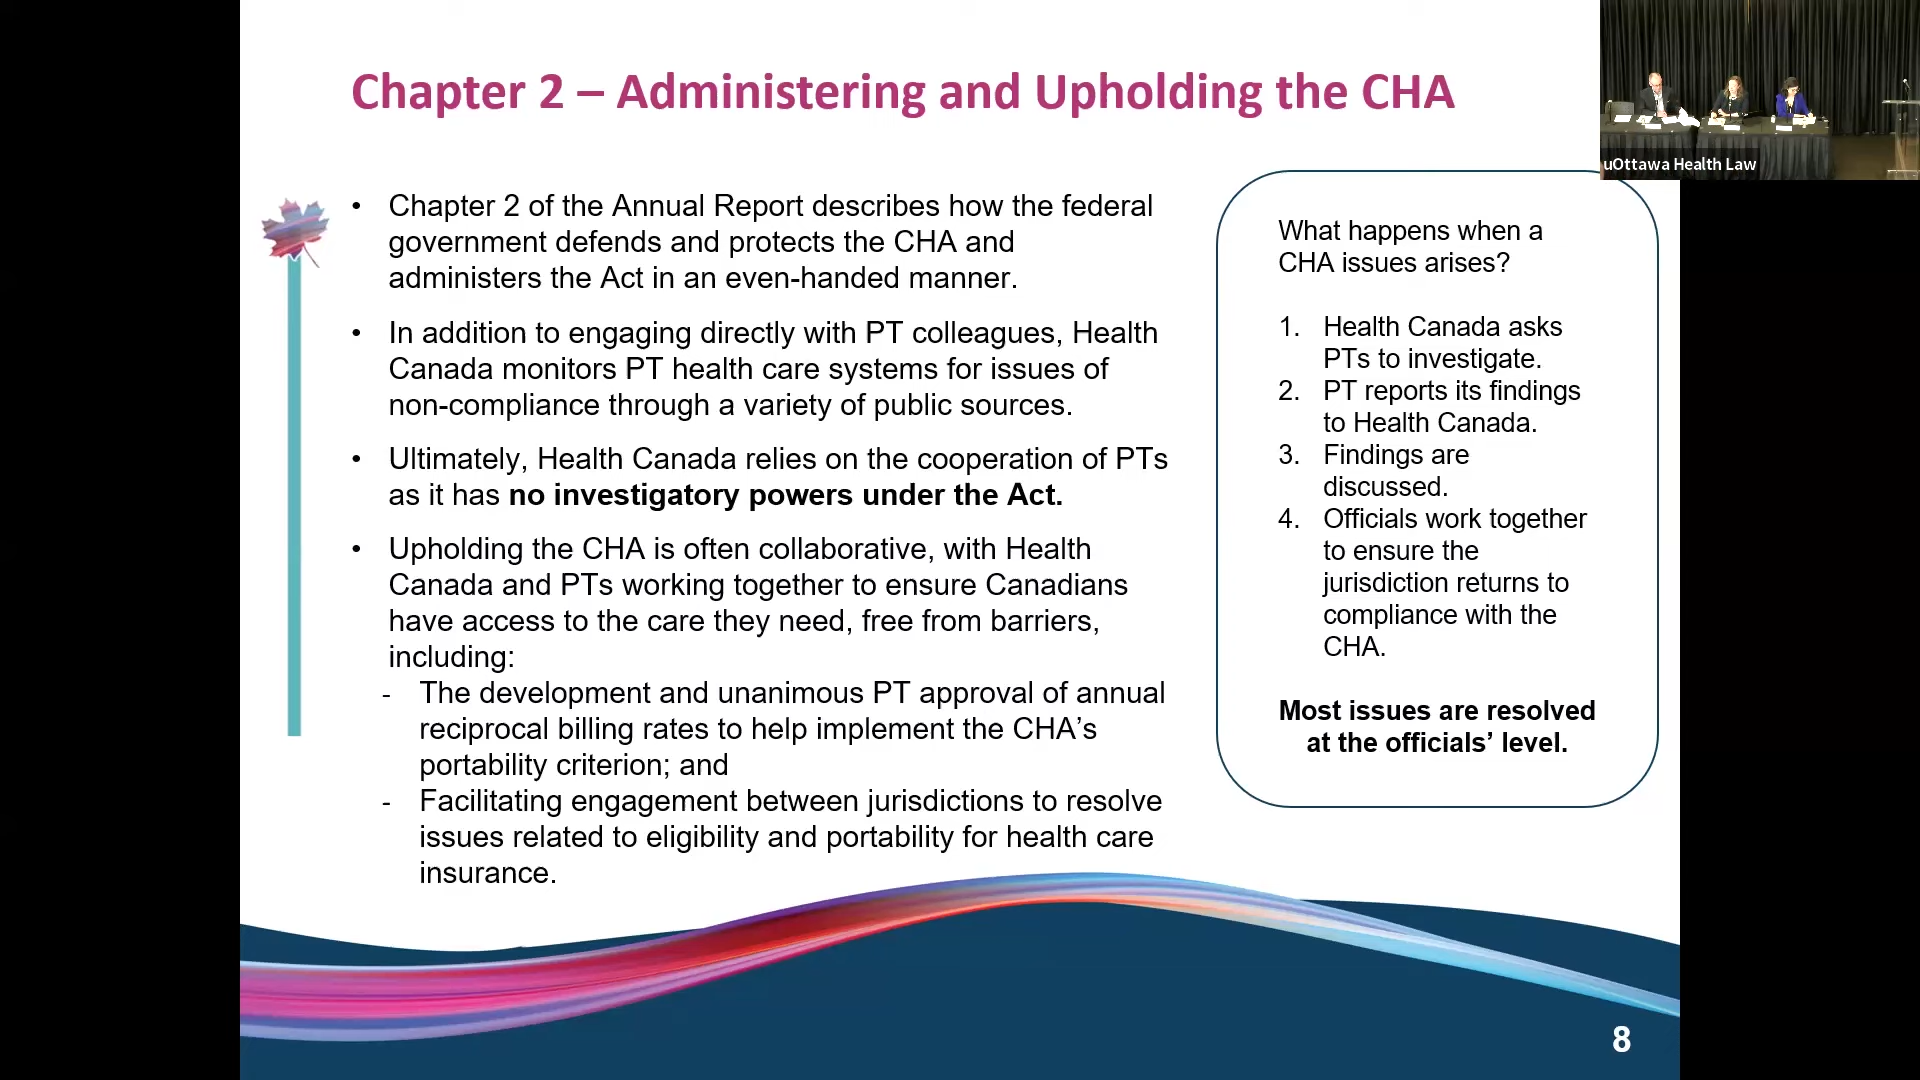 Chapter 2 – Administering and Upholding the CHA
uOttawa Health Law
• Chapter 2 of the Annual Report describes how the federal
government defends and protects the CHA and
administers the Act in an even-handed manner.
• In addition to engaging directly with PT colleagues, Health
Canada monitors PT health care systems for issues of
non-compliance through a variety of public sources.
• Ultimately, Health Canada relies on the cooperation of PTs
as it has no investigatory powers under the Act.
• Upholding the CHA is often collaborative, with Health
Canada and PTs working together to ensure Canadians
have access to the care they need, free from barriers,
including:
- The development and unanimous PT approval of annual
reciprocal billing rates to help implement the CHA’s
portability criterion; and
- Facilitating engagement between jurisdictions to resolve
issues related to eligibility and portability for health care
insurance.
What happens when a
CHA issues arises?
1. Health Canada asks
PTs to investigate.
2. PT reports its findings
to Health Canada.
3. Findings are
discussed.
4. Officials work together
to ensure the
jurisdiction returns to
compliance with the
CHA.
Most issues are resolved
at the officials’ level.
8